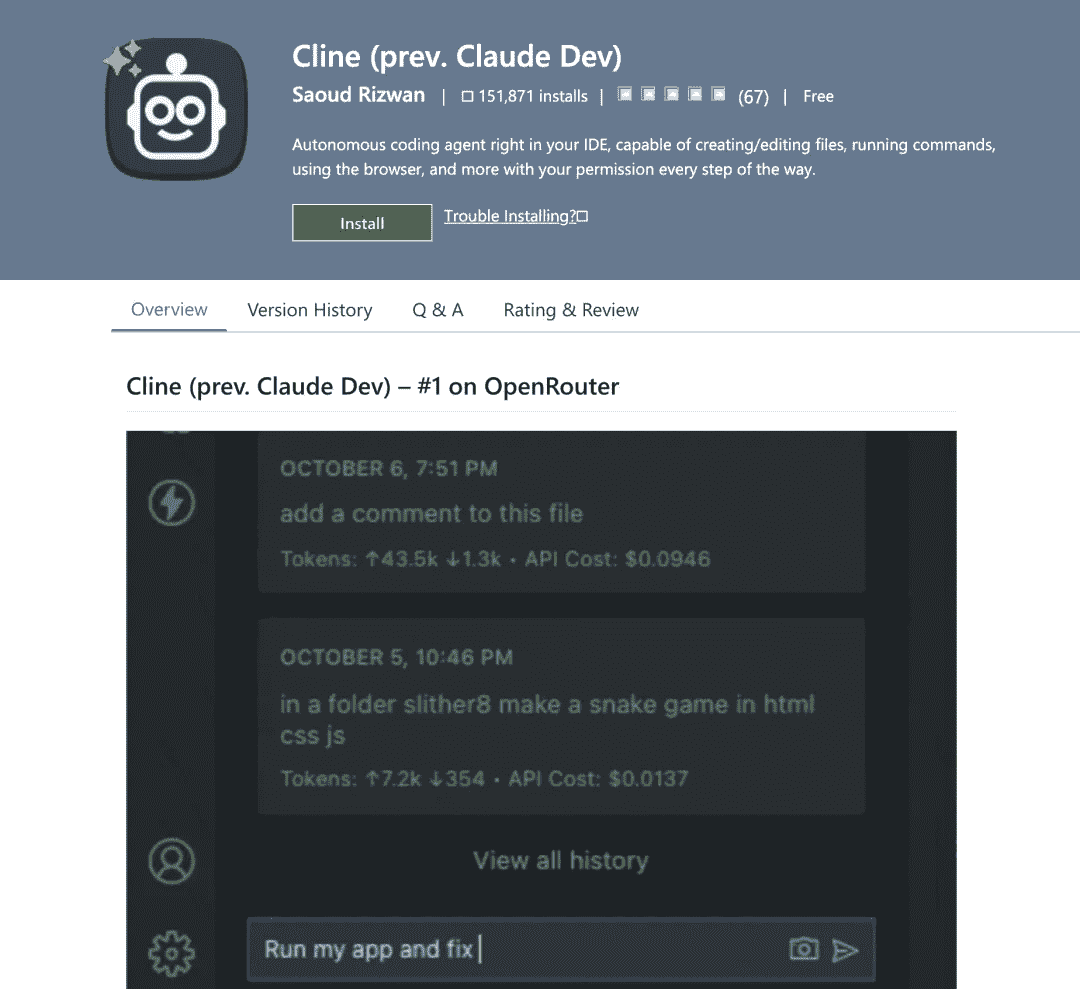 Cline (prev. Claude Dev)
Saoud Rizwan | 151,871 installs | (67) | Free
Autonomous coding agent right in your IDE, capable of creating/editing files, running commands,
using the browser, and more with your permission every step of the way.
Install Trouble Installing?
Overview Version History Q & A Rating & Review
Cline (prev. Claude Dev) – #1 on OpenRouter
OCTOBER 6, 7:51 PM
add a comment to this file
Tokens: ↑43.5k ↓1.3k • API Cost: $0.0946
OCTOBER 5, 10:46 PM
in a folder slither8 make a snake game in html
css js
Tokens: ↑7.2k ↓354 • API Cost: $0.0137
View all history
Run my app and fix